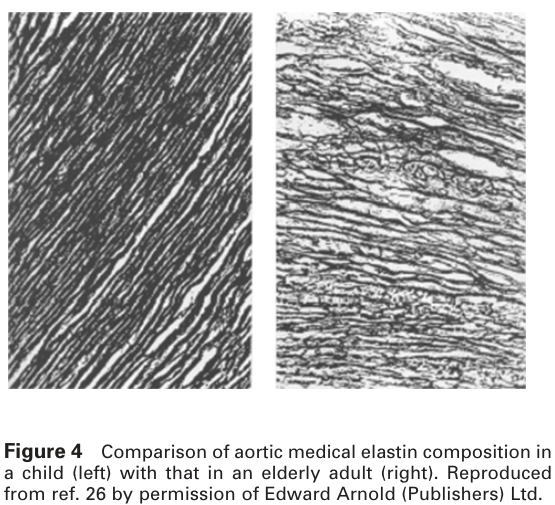 Figure 4 Comparison of aortic medical elastin composition in
a child (left) with that in an elderly adult (right). Reproduced
from ref. 26 by permission of Edward Arnold (Publishers) Ltd.